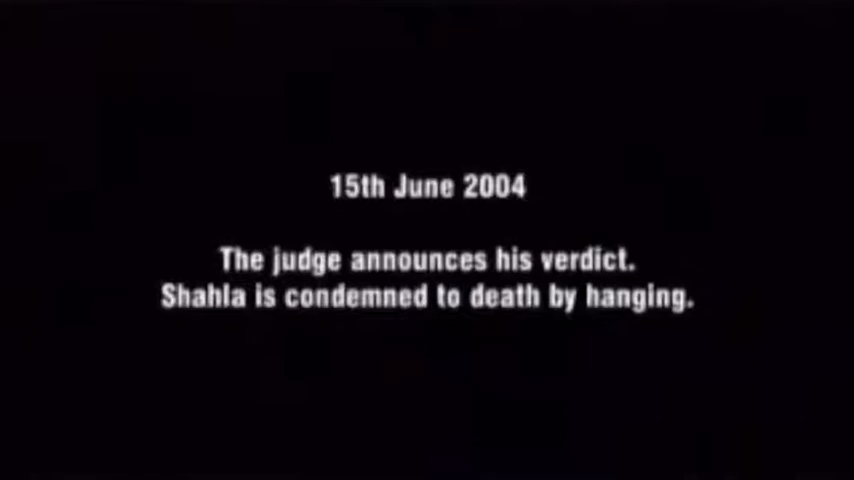 15th June 2004
The judge announces his verdict.
Shahla is condemned to death by hanging.